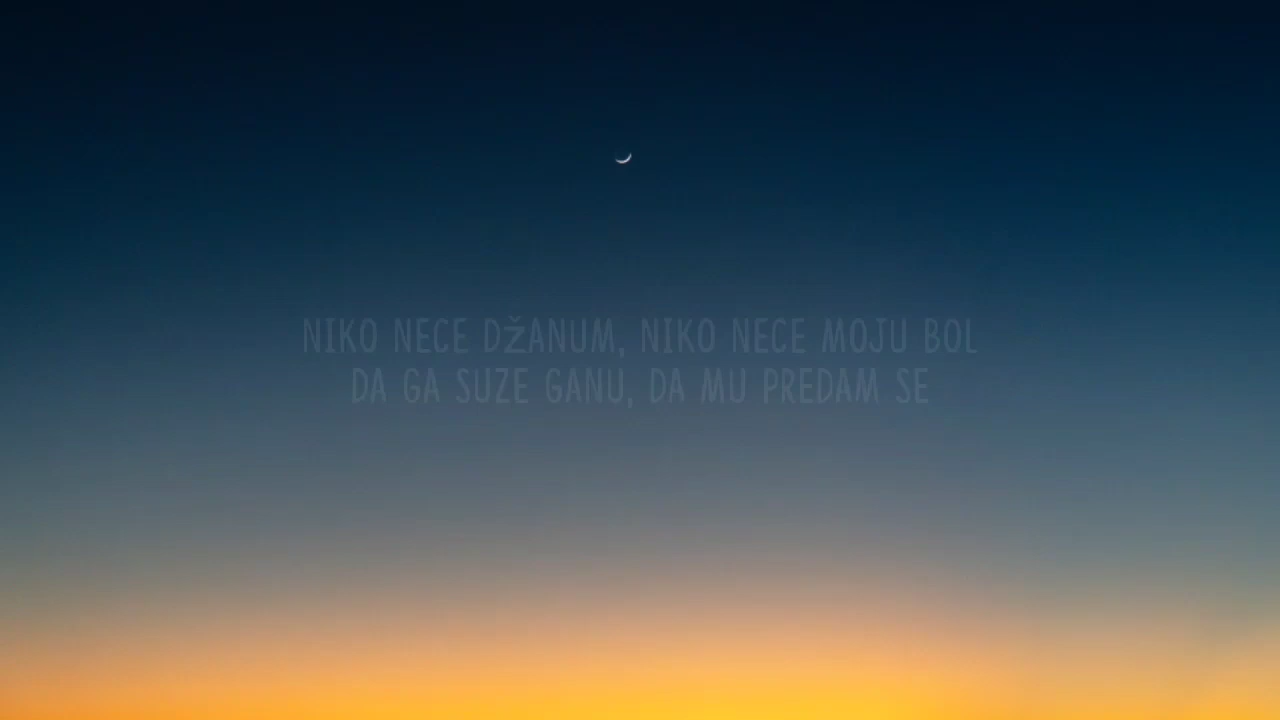 NIKO NECE DŽANUM, NIKO NECE MOJU BOL
DA GA SUZE GANU, DA MU PREDAM SE